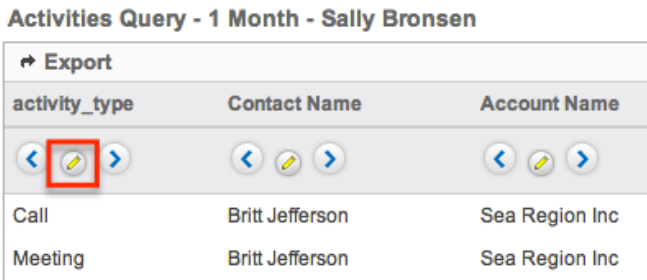 Activities Query - 1 Month - Sally Bronsen
Export
activity_type Contact Name Account Name
Call Britt Jefferson Sea Region Inc
Meeting Britt Jefferson Sea Region Inc